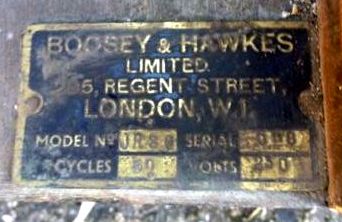 BOOSEY & HAWKES
LIMITED
REGENT STREET,
LONDON, W.1.
MODEL Nº SERIAL
CYCLES VOLTS